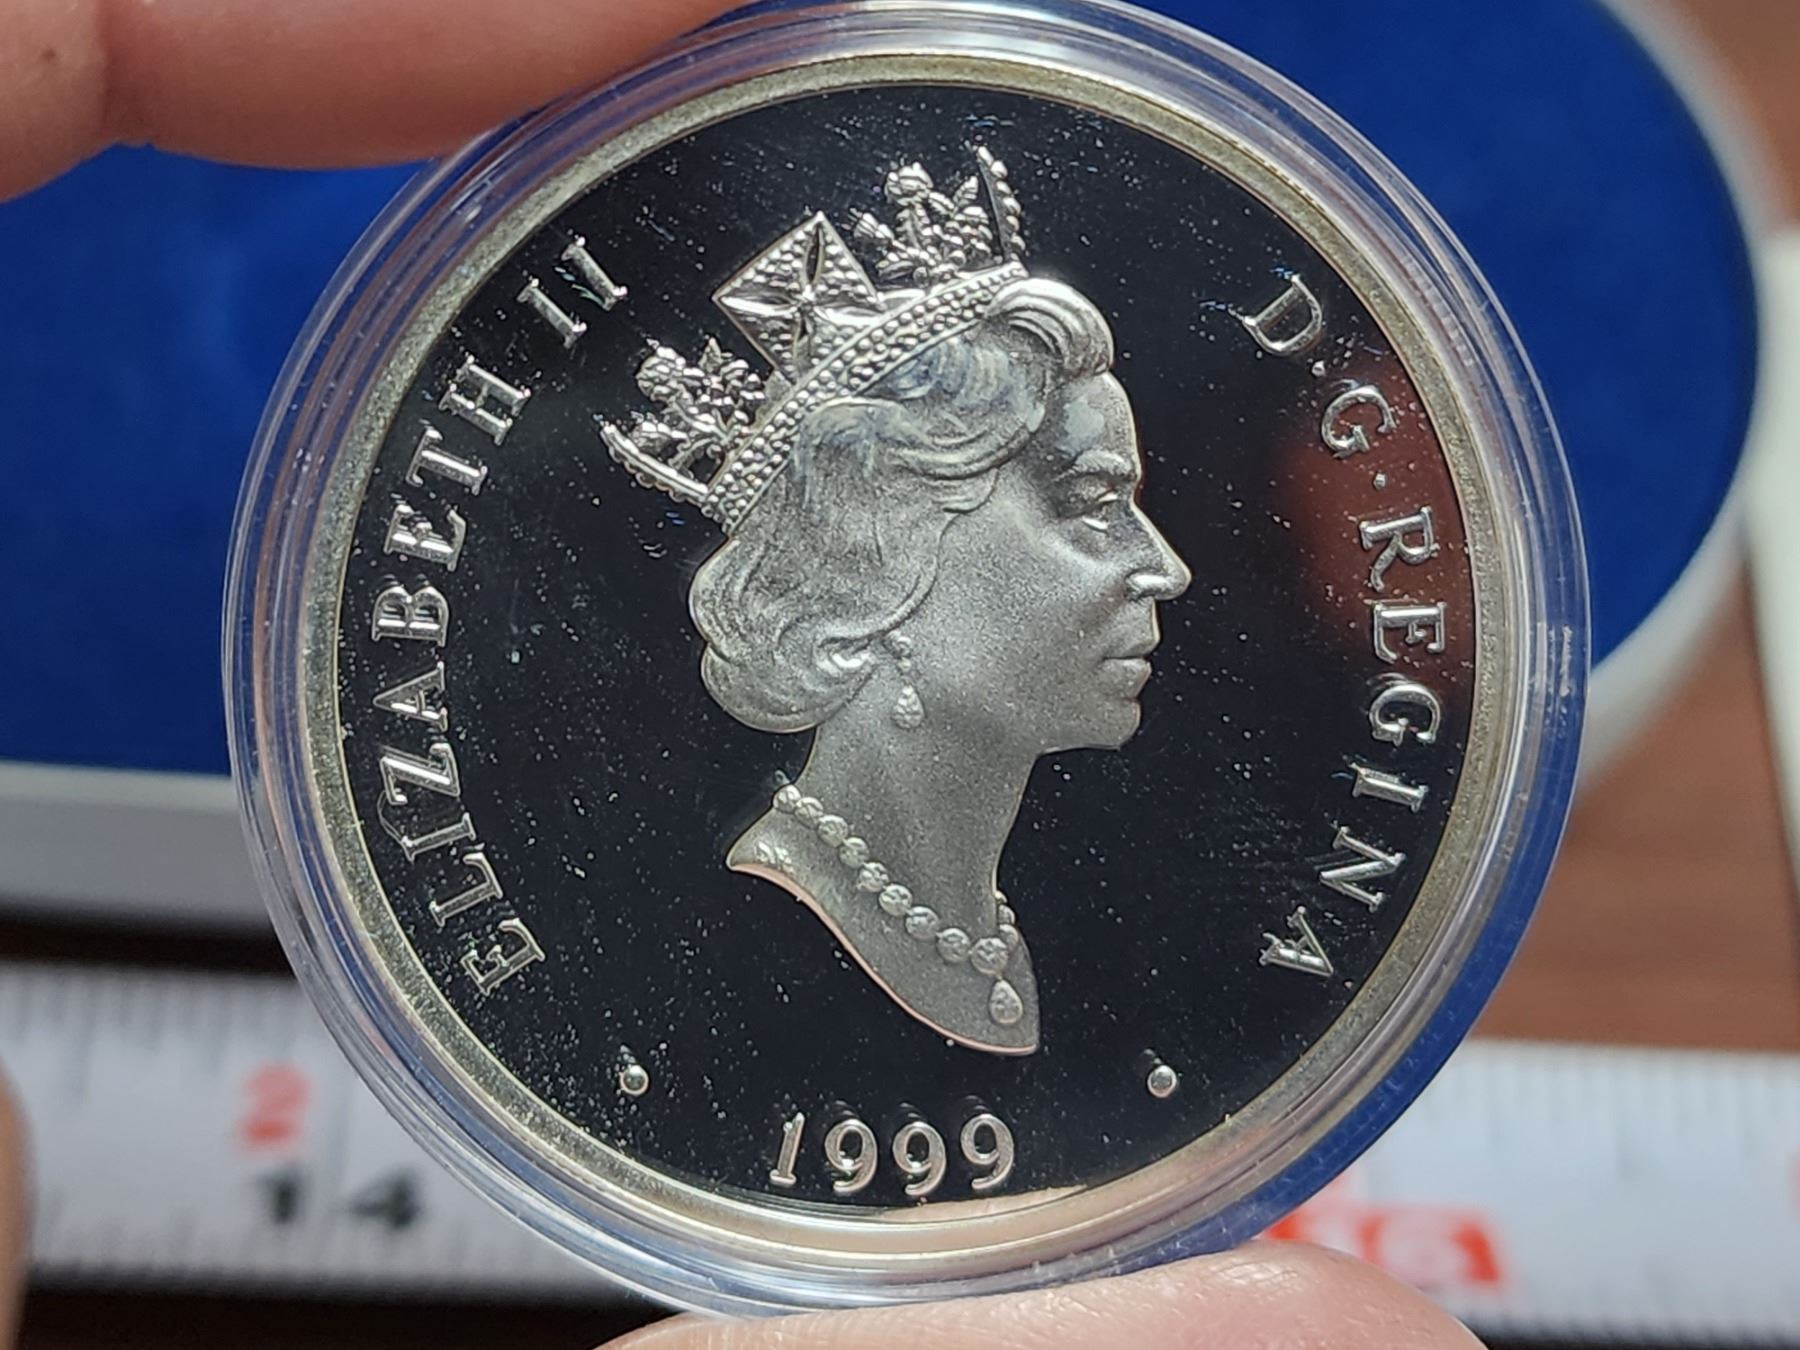 ELIZABETH II
D.G. REGINA
1999
2
14